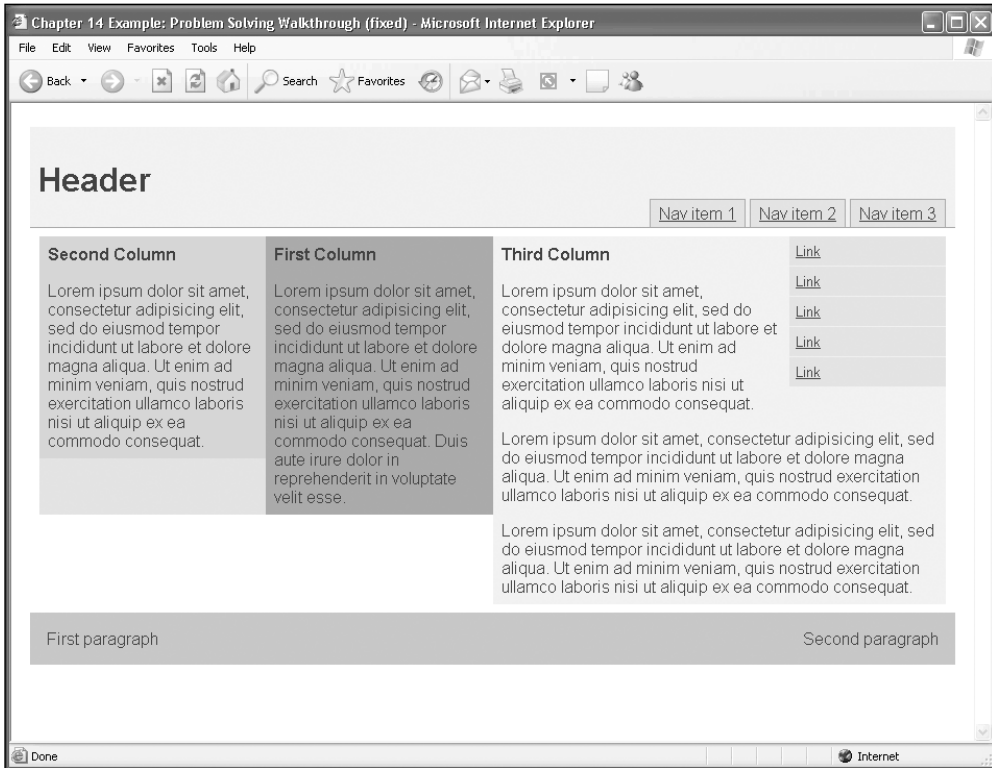 Chapter 14 Example: Problem Solving Walkthrough (fixed) - Microsoft Internet Explorer
File Edit View Favorites Tools Help
Back Search Favorites
Header
Nav item 1 Nav item 2 Nav item 3
Second Column
Lorem ipsum dolor sit amet,
consectetur adipisicing elit,
sed do eiusmod tempor
incididunt ut labore et dolore
magna aliqua. Ut enim ad
minim veniam, quis nostrud
exercitation ullamco laboris
nisi ut aliquip ex ea
commodo consequat.
First Column
Lorem ipsum dolor sit amet,
consectetur adipisicing elit,
sed do eiusmod tempor
incididunt ut labore et dolore
magna aliqua. Ut enim ad
minim veniam, quis nostrud
exercitation ullamco laboris
nisi ut aliquip ex ea
commodo consequat. Duis
aute irure dolor in
reprehenderit in voluptate
velit esse.
Third Column
Lorem ipsum dolor sit amet,
consectetur adipisicing elit, sed do
eiusmod tempor incididunt ut labore et
dolore magna aliqua. Ut enim ad
minim veniam, quis nostrud
exercitation ullamco laboris nisi ut
aliquip ex ea commodo consequat.
Lorem ipsum dolor sit amet, consectetur adipisicing elit, sed
do eiusmod tempor incididunt ut labore et dolore magna
aliqua. Ut enim ad minim veniam, quis nostrud exercitation
ullamco laboris nisi ut aliquip ex ea commodo consequat.
Lorem ipsum dolor sit amet, consectetur adipisicing elit, sed
do eiusmod tempor incididunt ut labore et dolore magna
aliqua. Ut enim ad minim veniam, quis nostrud exercitation
ullamco laboris nisi ut aliquip ex ea commodo consequat.
Link
Link
Link
Link
Link
First paragraph Second paragraph
Done Internet